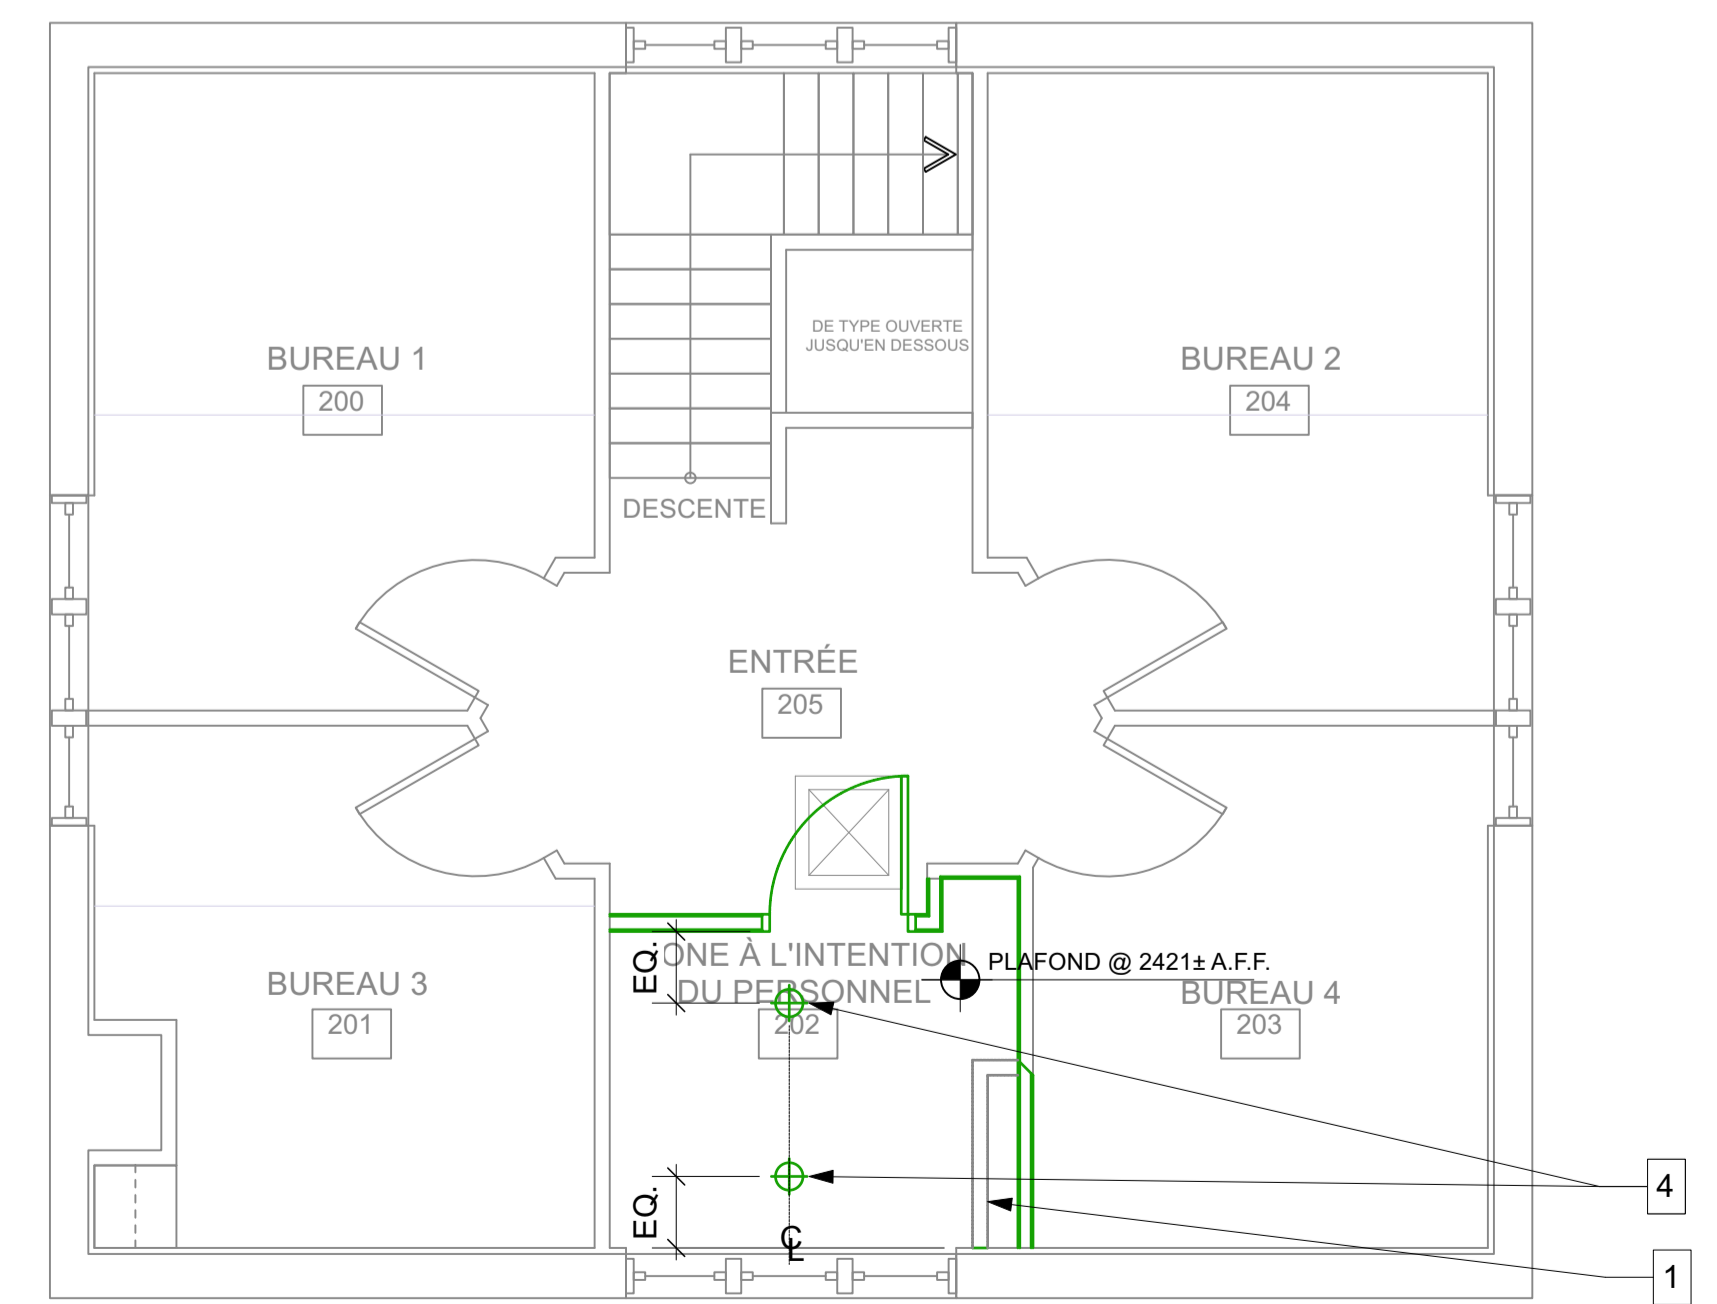 DE TYPE OUVERTE
JUSQU'EN DESSOUS
BUREAU 1
200
BUREAU 2
204
DESCENTE
ENTRÉE
205
EQ.
ONE À L'INTENTION
DU PERSONNEL
202
PLAFOND @ 2421± A.F.F.
BUREAU 3
201
BUREAU 4
203
4
EQ.
CL
1